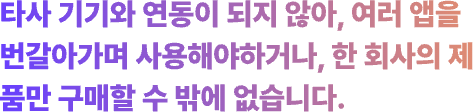 타사 기기와 연동이 되지 않아, 여러 앱을
번갈아가며 사용해야하거나, 한 회사의 제
품만 구매할 수 밖에 없습니다.